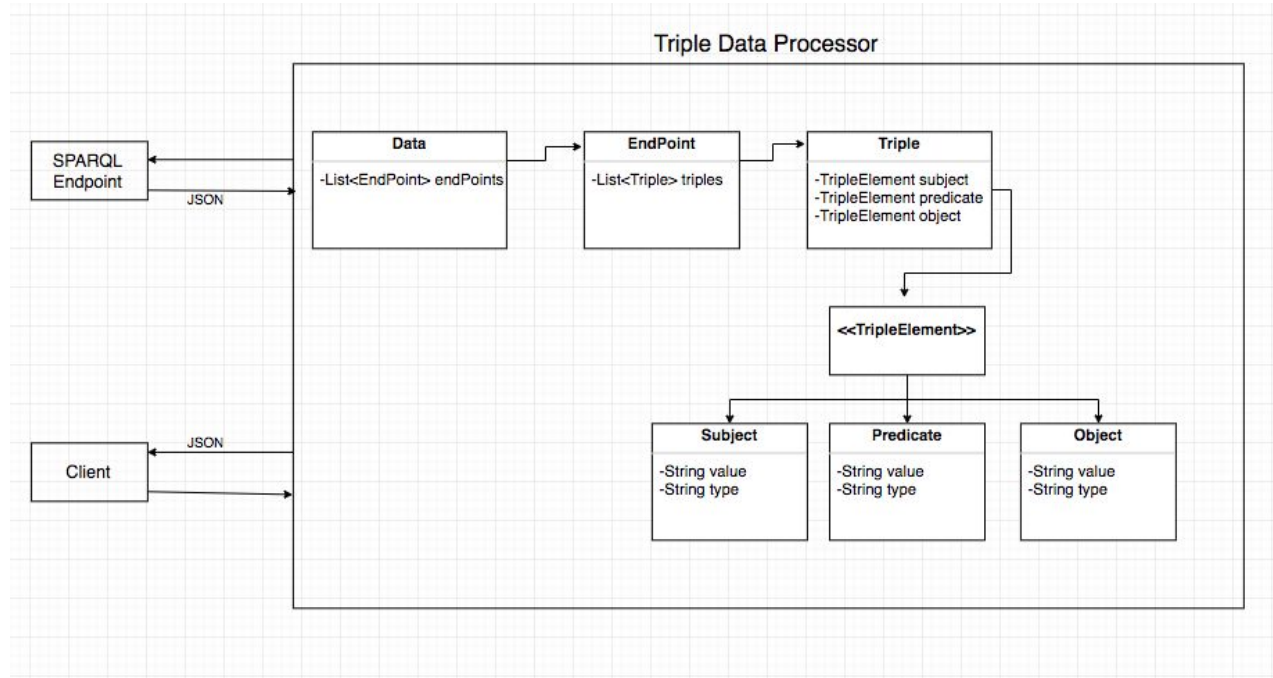 Triple Data Processor
SPARQL
Endpoint
JSON
Data
-List<EndPoint> endPoints
EndPoint
-List<Triple> triples
Triple
-TripleElement subject
-TripleElement predicate
-TripleElement object
<<TripleElement>>
Subject
-String value
-String type
Predicate
-String value
-String type
Object
-String value
-String type
JSON
Client